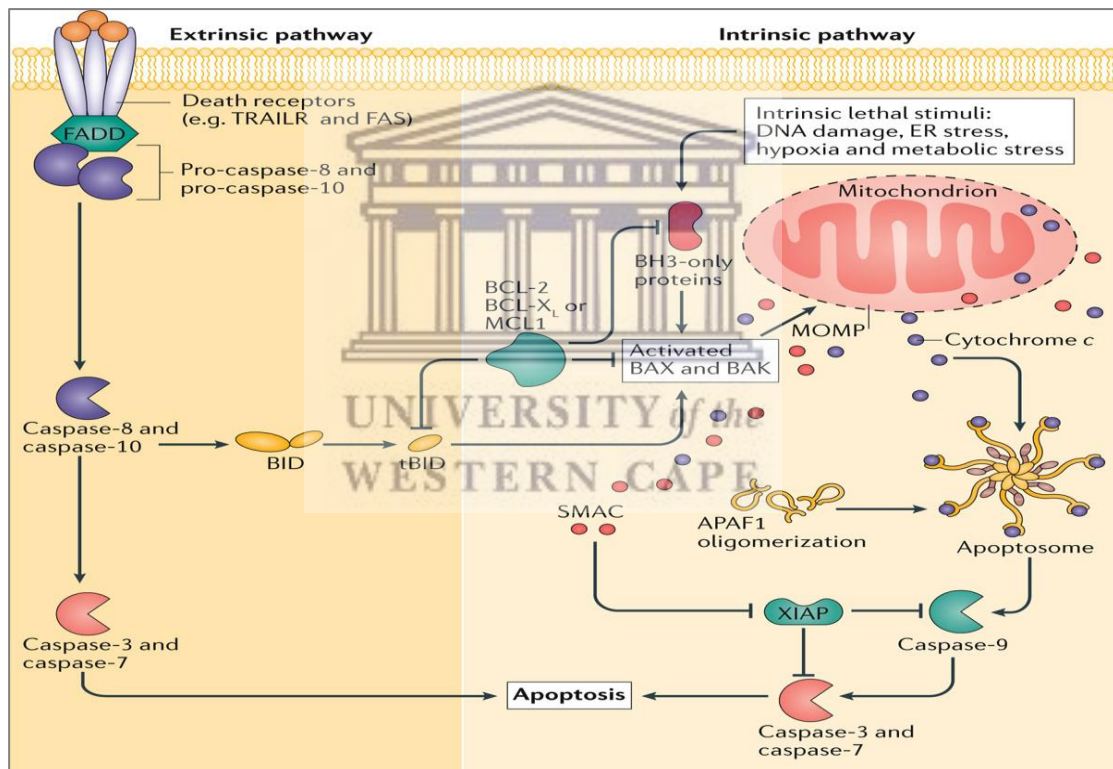 Extrinsic pathway
Intrinsic pathway
Death receptors
(e.g. TRAILR and FAS)
FADD
Pro-caspase-8 and
pro-caspase-10
Intrinsic lethal stimuli:
DNA damage, ER stress,
hypoxia and metabolic stress
Mitochondrion
BH3-only
proteins
BCL-2
BCL-XL or
MCL1
MOMP
Activated
BAX and BAK
Cytochrome c
UNIVERSITY of the
WESTERN CAPE
Caspase-8 and
caspase-10
BID
tBID
SMAC
APAF1
oligomerization
Apoptosome
XIAP
Caspase-9
Caspase-3 and
caspase-7
Apoptosis
Caspase-3 and
caspase-7